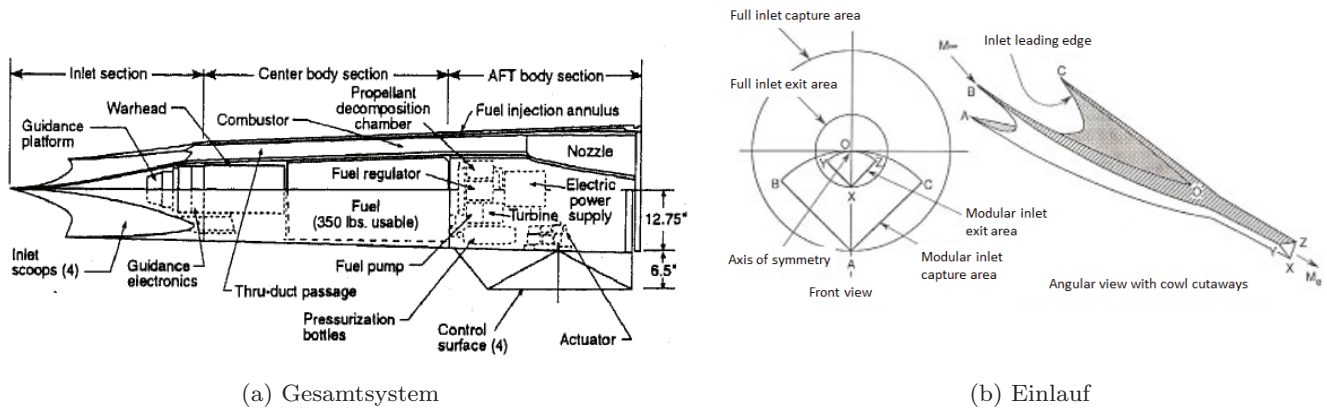 Inlet section
Center body section
AFT body section
Warhead
Guidance
platform
Combustor
Propellant
decomposition
chamber
Fuel injection annulus
Nozzle
Fuel regulator
Electric
power
supply
Fuel
(350 lbs. usable)
Turbine
12.75"
6.5"
Inlet
scoops (4)
Guidance
electronics
Thru-duct passage
Fuel pump
Pressurization
bottles
Control
surface (4)
Actuator
(a) Gesamtsystem
Full inlet capture area
Full inlet exit area
O
Y
Z
B
C
X
A
Axis of symmetry
Modular inlet
exit area
Modular inlet
capture area
Front view
M∞
Inlet leading edge
C
B
A
O
Z
Y
X
Angular view with cowl cutaways
(b) Einlauf